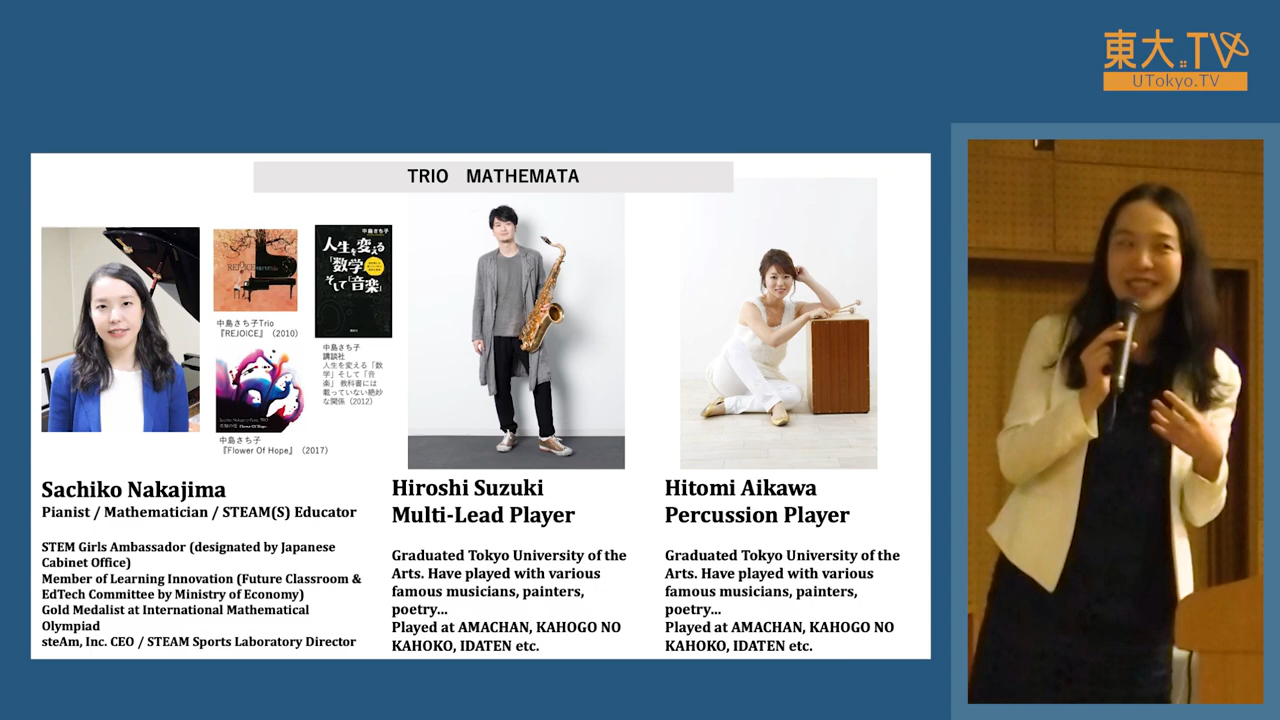 東大.TV
UTokyo.TV
TRIO MATHEMATA
REJOICE
中島さち子Trio
『REJOICE』 (2010)
中島さち子
『Flower Of Hope』 (2017)
中島さち子
人生を変える
「数学」
そして「音楽」
中島さち子
講談社
人生を変える「数
学」そして「音
楽」 教科書には
載っていない絶妙
な関係 (2012)
Sachiko Nakajima
Pianist / Mathematician / STEAM(S) Educator
STEM Girls Ambassador (designated by Japanese
Cabinet Office)
Member of Learning Innovation (Future Classroom &
EdTech Committee by Ministry of Economy)
Gold Medalist at International Mathematical
Olympiad
steAm, Inc. CEO / STEAM Sports Laboratory Director
Hiroshi Suzuki
Multi-Lead Player
Graduated Tokyo University of the
Arts. Have played with various
famous musicians, painters,
poetry...
Played at AMACHAN, KAHOGO NO
KAHOKO, IDATEN etc.
Hitomi Aikawa
Percussion Player
Graduated Tokyo University of the
Arts. Have played with various
famous musicians, painters,
poetry...
Played at AMACHAN, KAHOGO NO
KAHOKO, IDATEN etc.